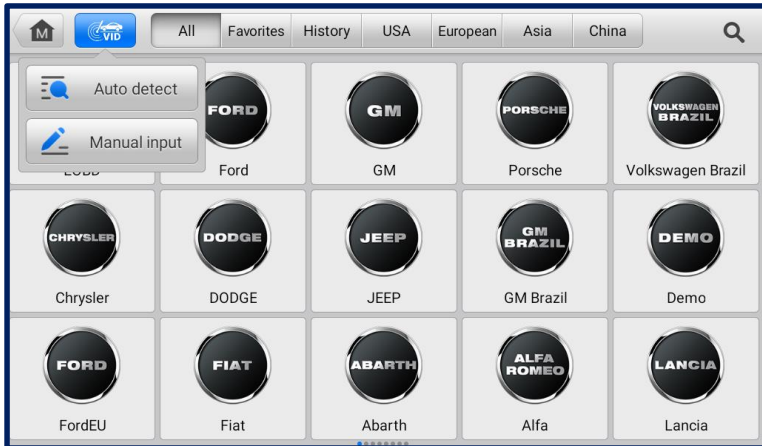 M
VID
All
Favorites
History
USA
European
Asia
China
Auto detect
Manual input
EOBD
FORD
Ford
GM
GM
PORSCHE
Porsche
VOLKSWAGEN
BRAZIL
Volkswagen Brazil
CHRYSLER
Chrysler
DODGE
DODGE
JEEP
JEEP
GM
BRAZIL
GM Brazil
DEMO
Demo
FORD
FordEU
FIAT
Fiat
ABARTH
Abarth
ALFA
ROMEO
Alfa
LANCIA
Lancia